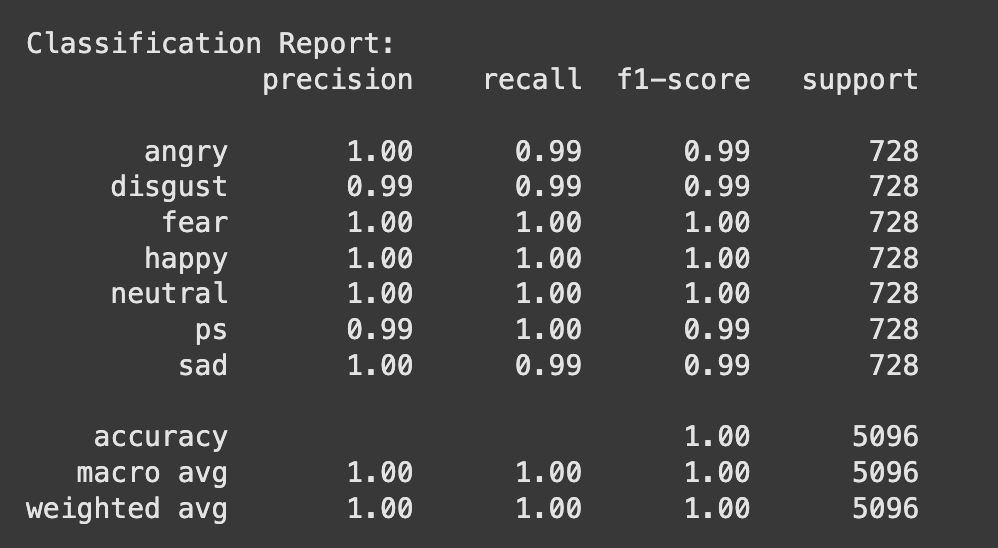 Classification Report:
precision recall f1-score support
angry 1.00 0.99 0.99 728
disgust 0.99 0.99 0.99 728
fear 1.00 1.00 1.00 728
happy 1.00 1.00 1.00 728
neutral 1.00 1.00 1.00 728
ps 0.99 1.00 0.99 728
sad 1.00 0.99 0.99 728
accuracy 1.00 5096
macro avg 1.00 1.00 1.00 5096
weighted avg 1.00 1.00 1.00 5096